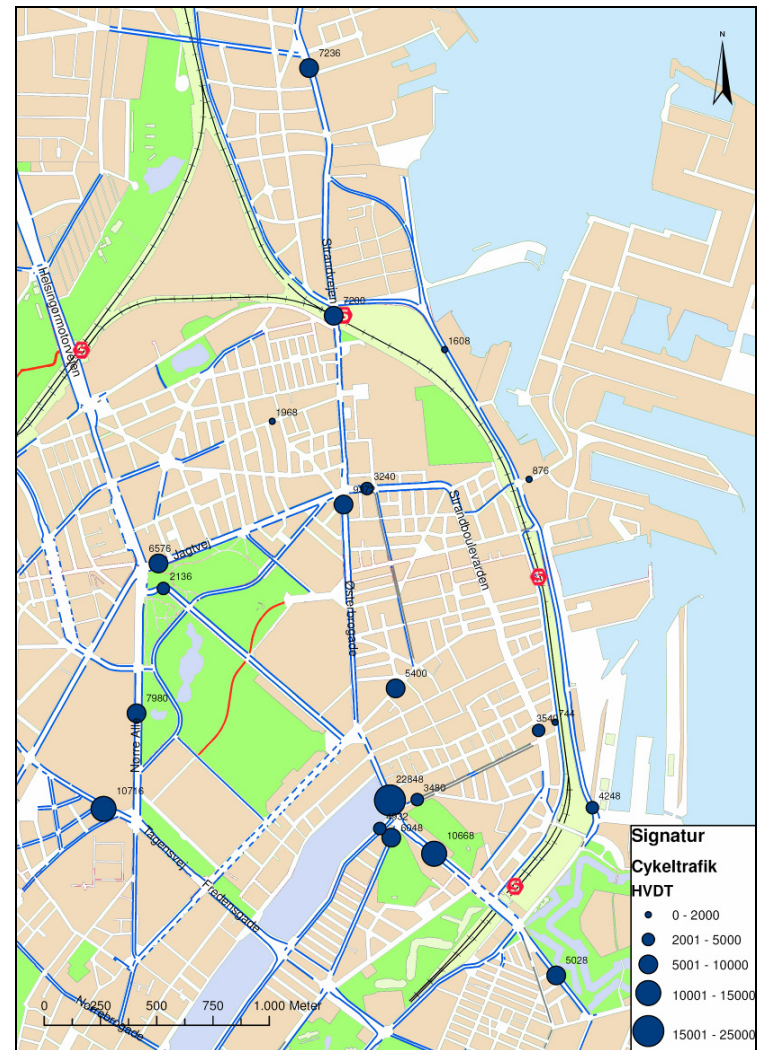 N
7236
Strandvejen
Helsingørmotorvejen
7200
1608
1968
3240
876
Strandboulevarden
6576
Jagtvej
2136
Østerbrogade
5400
7980
Nørre Allé
744
3540
22848
3480
10716
4248
6048
10668
Tagensvej
Fredensgade
5028
Nørrebrogade
0 250 500 750 1.000 Meter
Signatur
Cykeltrafik
HVDT
0 - 2000
2001 - 5000
5001 - 10000
10001 - 15000
15001 - 25000